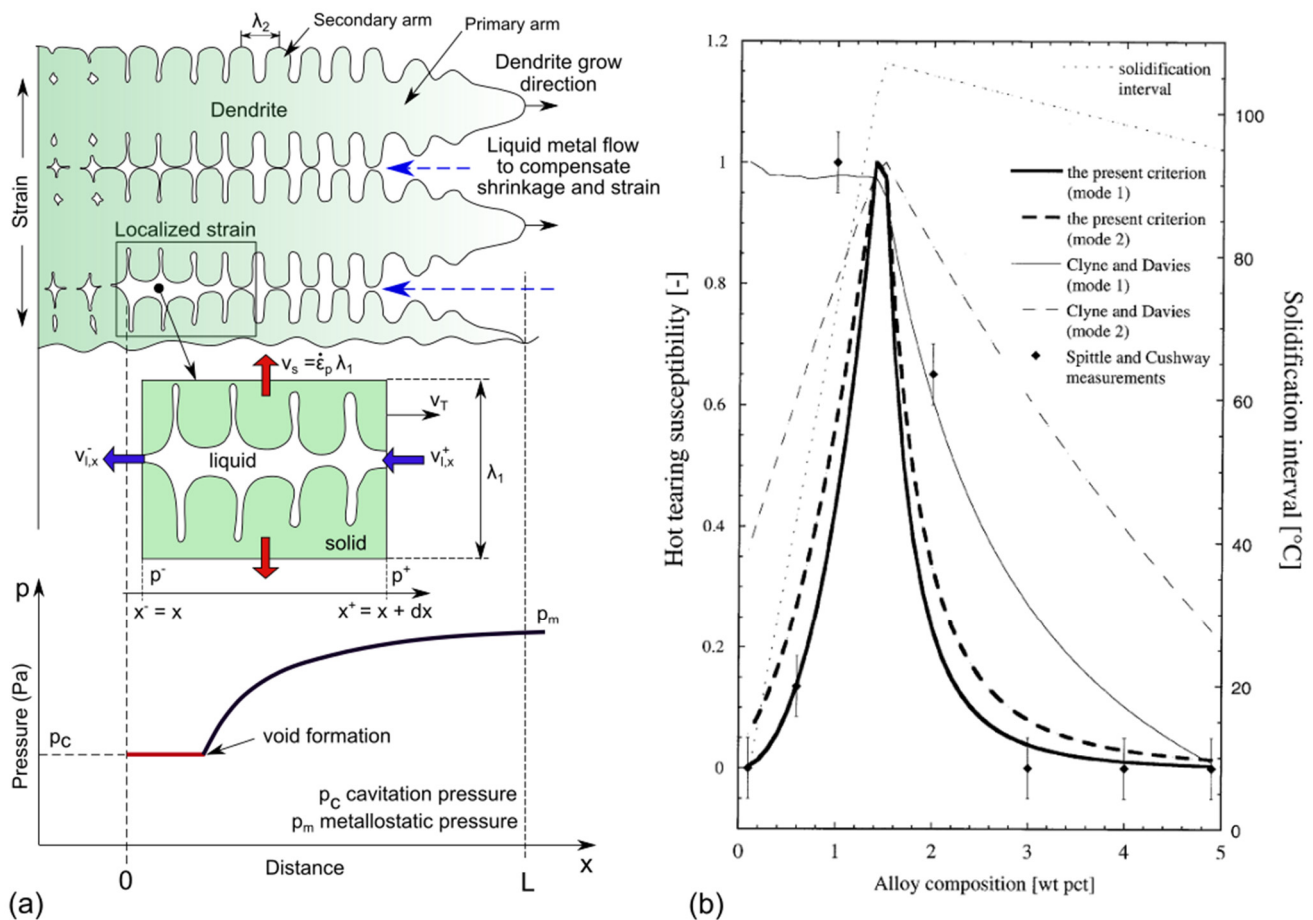 λ2
Secondary arm
Primary arm
Dendrite grow
direction
Dendrite
Liquid metal flow
to compensate
shrinkage and strain
Strain
Localized strain
vs = ε̇p λ1
vT
v⁻l,x
liquid
v⁺l,x
λ1
solid
p⁻
p⁺
x⁻ = x
x⁺ = x + dx
p
pm
Pressure (Pa)
pC
void formation
pC cavitation pressure
pm metallostatic pressure
0
Distance
L
x
(a)
1.2
1
0.8
0.6
0.4
0.2
0
Hot tearing susceptibility [-]
solidification
interval
the present criterion
(mode 1)
the present criterion
(mode 2)
Clyne and Davies
(mode 1)
Clyne and Davies
(mode 2)
Spittle and Cushway
measurements
100
80
60
40
20
0
Solidification interval [°C]
0
1
2
3
4
5
Alloy composition [wt pct]
(b)